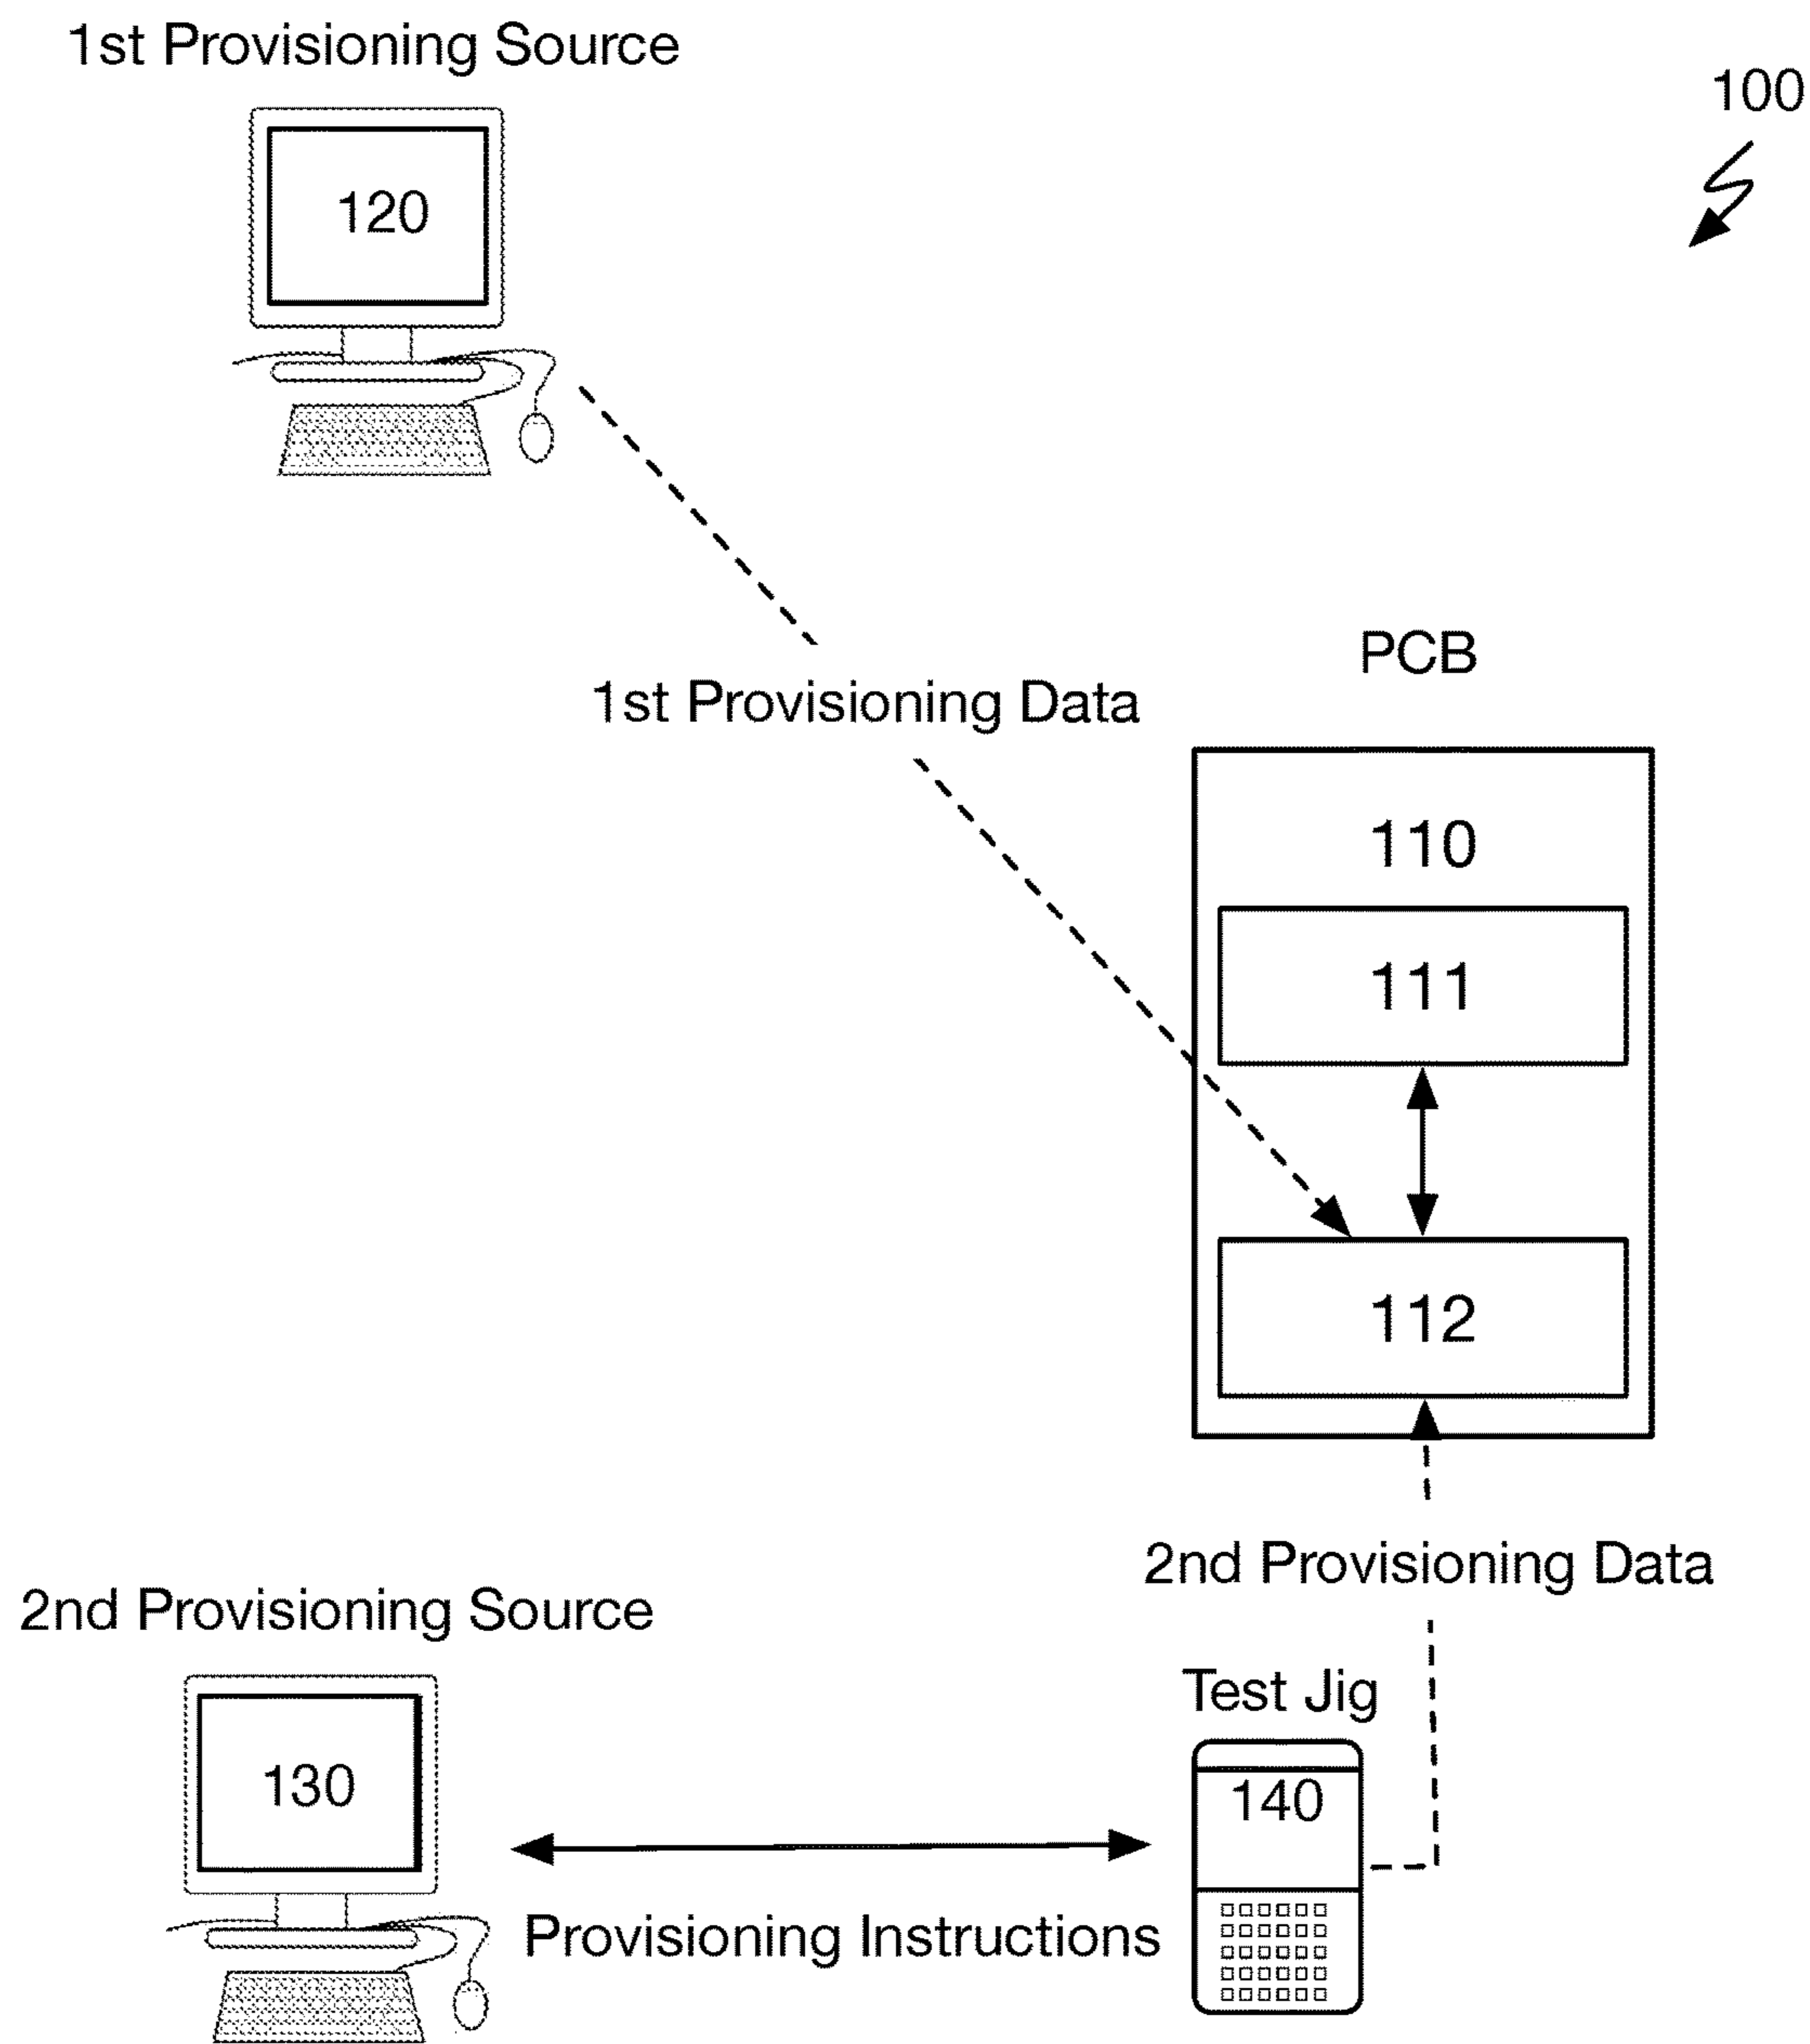 1st Provisioning Source
100
120
PCB
1st Provisioning Data
110
111
112
2nd Provisioning Data
2nd Provisioning Source
Test Jig
130
140
Provisioning Instructions